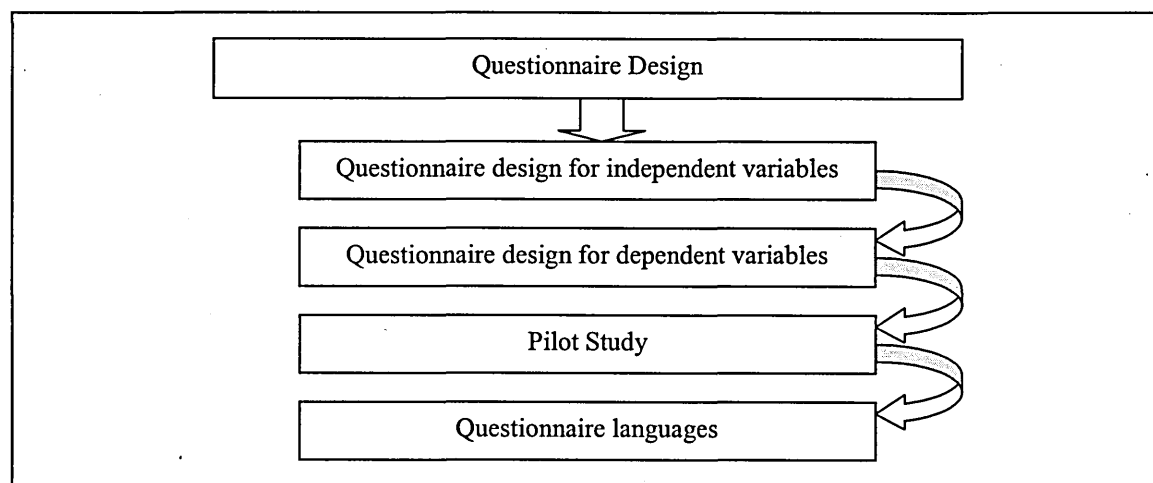 Questionnaire Design
Questionnaire design for independent variables
Questionnaire design for dependent variables
Pilot Study
Questionnaire languages